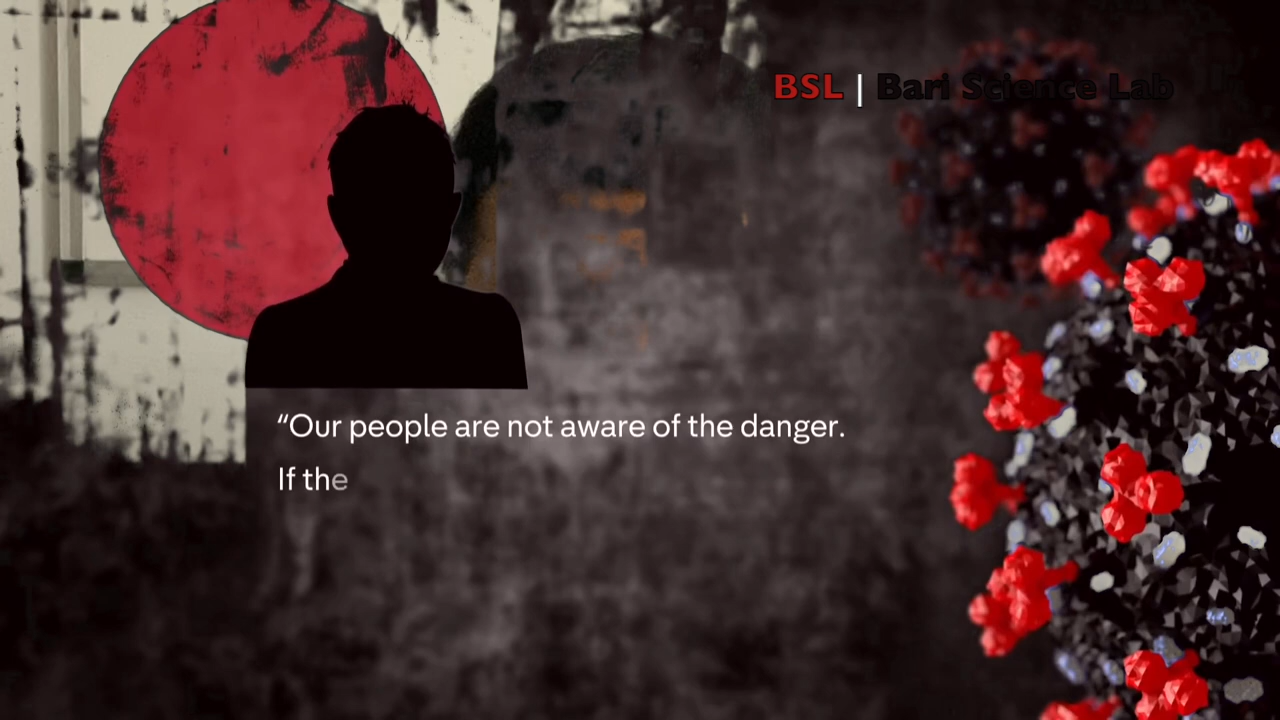 BSL | Bari Science Lab
“Our people are not aware of the danger.
If the